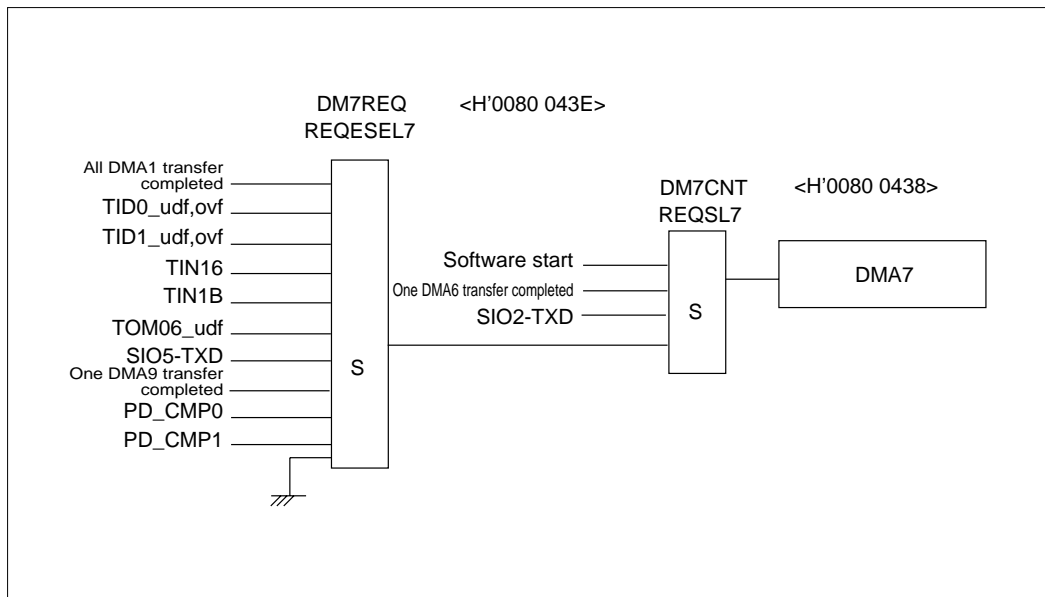 DM7REQ <H'0080 043E>
REQESEL7
All DMA1 transfer
completed
TID0_udf,ovf
TID1_udf,ovf
TIN16
TIN1B
TOM06_udf
SIO5-TXD
One DMA9 transfer
completed
PD_CMP0
PD_CMP1
S
DM7CNT <H'0080 0438>
REQSL7
Software start
One DMA6 transfer completed
SIO2-TXD
S
DMA7